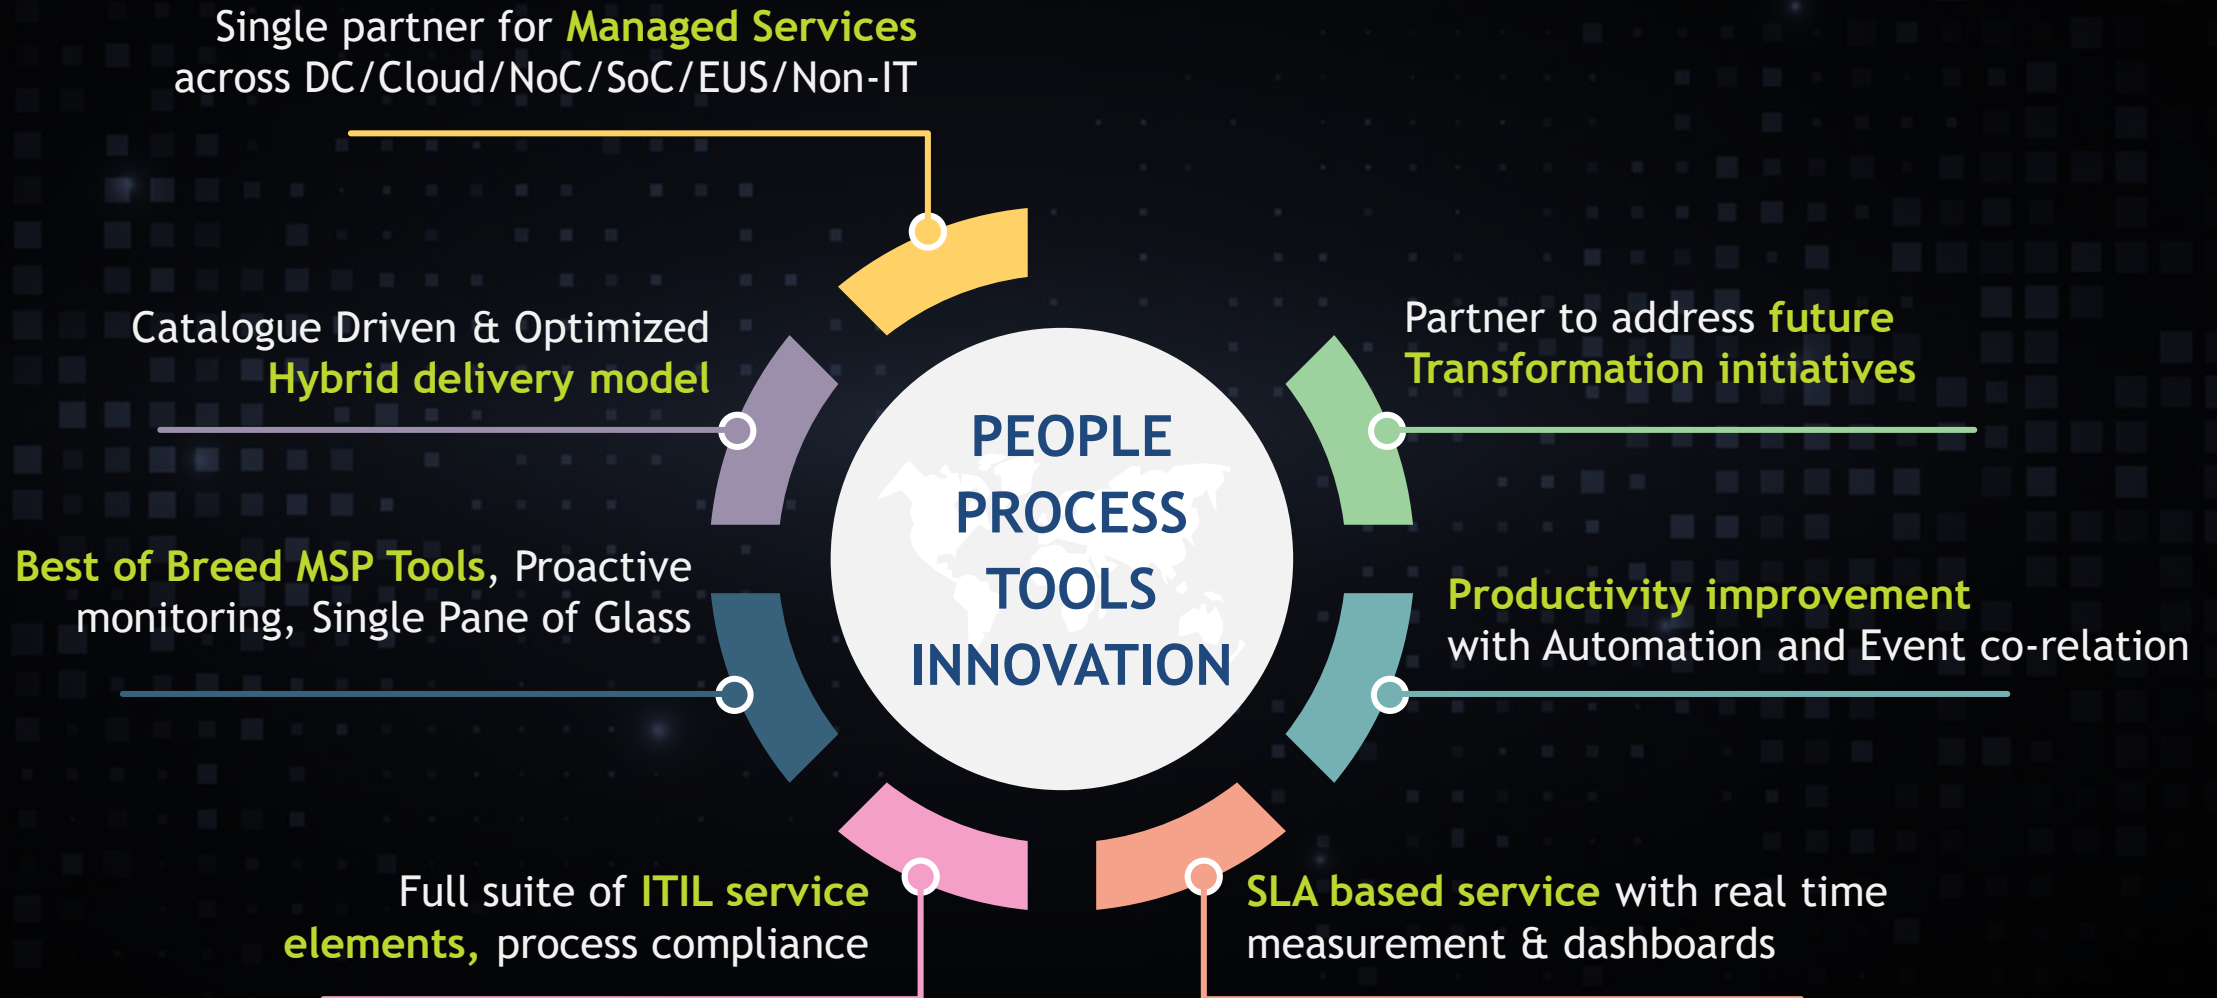 Single partner for Managed Services
across DC/Cloud/NoC/SoC/EUS/Non-IT
Catalogue Driven & Optimized
Hybrid delivery model
Best of Breed MSP Tools, Proactive
monitoring, Single Pane of Glass
Full suite of ITIL service
elements, process compliance
PEOPLE
PROCESS
TOOLS
INNOVATION
Partner to address future
Transformation initiatives
Productivity improvement
with Automation and Event co-relation
SLA based service with real time
measurement & dashboards